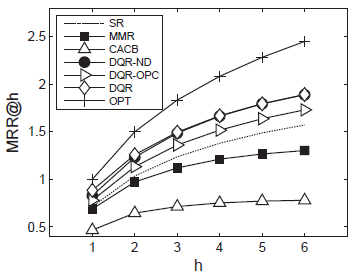 SR
MMR
CACB
DQR-ND
DQR-OPC
DQR
OPT
2.5
2
1.5
1
0.5
MRR@h
1 2 3 4 5 6
h